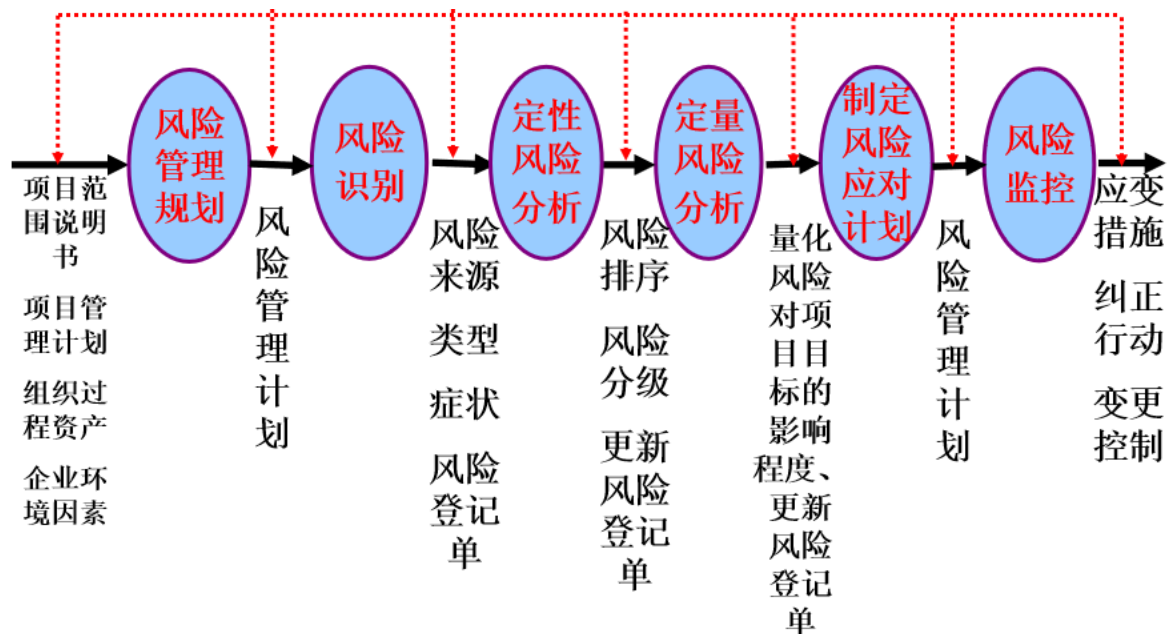 风险
管理
规划
风险
识别
定性
风险
分析
定量
风险
分析
制定
风险
应对
计划
风险
监控
项目范
围说明
书
项目管
理计划
组织过
程资产
企业环
境因素
风
险
管
理
计
划
风险
来源
类型
症状
风险
登记
单
风险
排序
风险
分级
更新
风险
登记
单
量化
风险
对项
目目
标的
影响
程度、
更新
风险
登记
单
风
险
管
理
计
划
应变
措施
纠正
行动
变更
控制